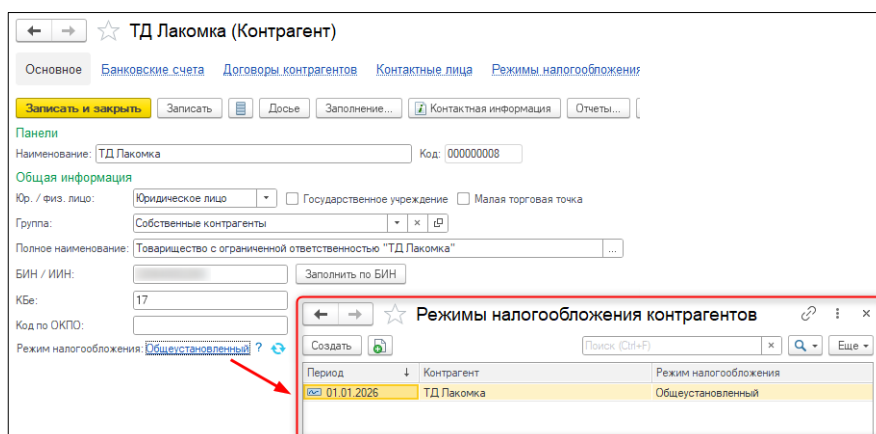 ТД Лакомка (Контрагент)
Основное Банковские счета Договоры контрагентов Контактные лица Режимы налогообложения
Записать и закрыть Записать Досье Заполнение... Контактная информация Отчеты...
Панели
Наименование: ТД Лакомка Код: 000000008
Общая информация
Юр. / физ. лицо: Юридическое лицо Государственное учреждение Малая торговая точка
Группа: Собственные контрагенты
Полное наименование: Товарищество с ограниченной ответственностью "ТД Лакомка" ...
БИН / ИИН: Заполнить по БИН
КБе: 17
Код по ОКПО:
Режим налогообложения: Общеустановленный ?
Режимы налогообложения контрагентов
Создать Поиск (Ctrl+F) × Еще
Период ↓ Контрагент Режим налогообложения
01.01.2026 ТД Лакомка Общеустановленный